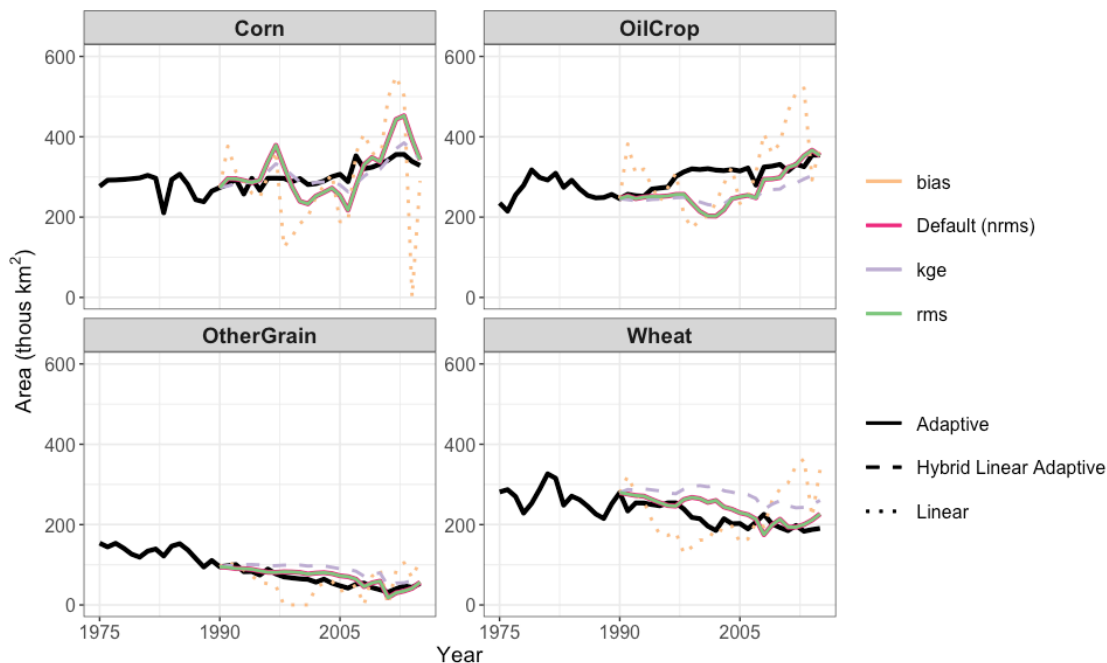 Corn
OilCrop
600
400
200
0
600
400
200
0
OtherGrain
Wheat
600
400
200
0
600
400
200
0
1975
1990
2005
1975
1990
2005
Year
Area (thous km²)
bias
Default (nrms)
kge
rms
Adaptive
Hybrid Linear Adaptive
Linear